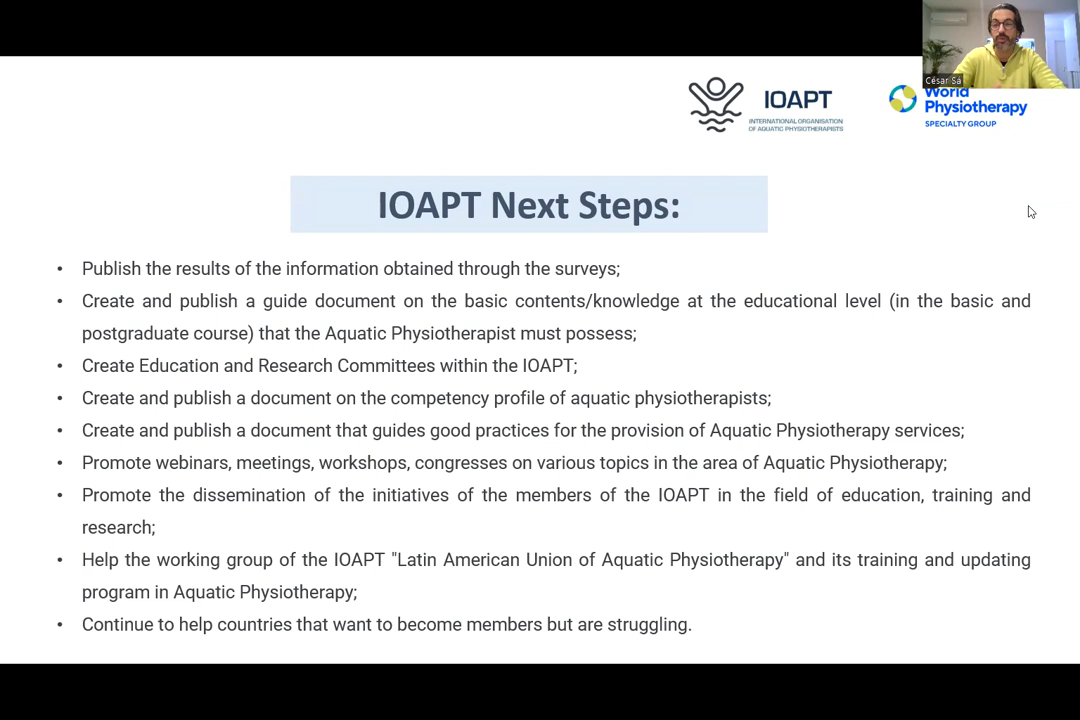 César Sá
IOAPT
INTERNATIONAL ORGANISATION
OF AQUATIC PHYSIOTHERAPISTS
World
Physiotherapy
SPECIALTY GROUP
IOAPT Next Steps:
• Publish the results of the information obtained through the surveys;
• Create and publish a guide document on the basic contents/knowledge at the educational level (in the basic and
postgraduate course) that the Aquatic Physiotherapist must possess;
• Create Education and Research Committees within the IOAPT;
• Create and publish a document on the competency profile of aquatic physiotherapists;
• Create and publish a document that guides good practices for the provision of Aquatic Physiotherapy services;
• Promote webinars, meetings, workshops, congresses on various topics in the area of Aquatic Physiotherapy;
• Promote the dissemination of the initiatives of the members of the IOAPT in the field of education, training and
research;
• Help the working group of the IOAPT "Latin American Union of Aquatic Physiotherapy" and its training and updating
program in Aquatic Physiotherapy;
• Continue to help countries that want to become members but are struggling.